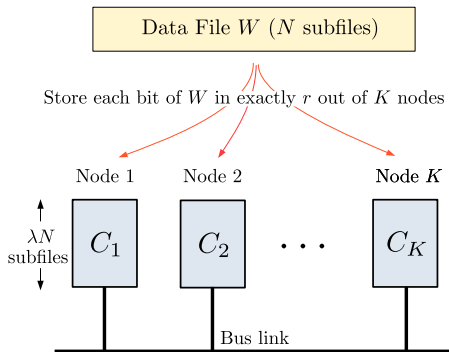 Data File W (N subfiles)
Store each bit of W in exactly r out of K nodes
Node 1 Node 2 Node K
λN
subfiles
C₁ C₂ ... C_K
Bus link